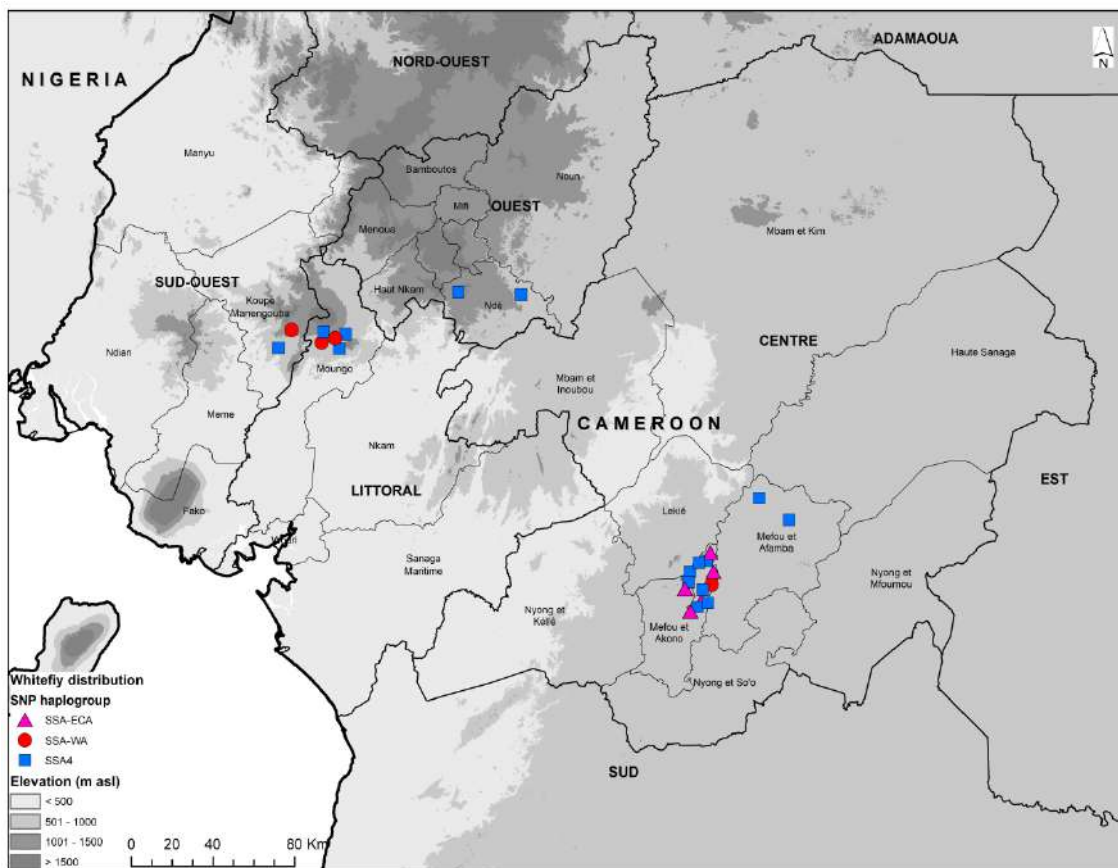 ADAMAOUA
N
NORD-OUEST
NIGERIA
Manyu
Bamboutos
Noun
Mifi
OUEST
Menoua
Mbam et Kim
SUD-OUEST
Koupé
Manengouba
Haut Nkam
Ndé
CENTRE
Ndian
Haute Sanaga
Moungo
Mbam et
Inoubou
Meme
CAMEROON
Nkam
EST
LITTORAL
Lekié
Fako
Wouri
Mefou et
Afamba
Sanaga
Maritime
Nyong et
Mfoumou
Nyong et
Kéllé
Mefou et
Akono
Nyong et So'o
SUD
Whitefly distribution
SNP haplogroup
SSA-ECA
SSA-WA
SSA4
Elevation (m asl)
< 500
501 - 1000
1001 - 1500
> 1500
0 20 40 80 Km